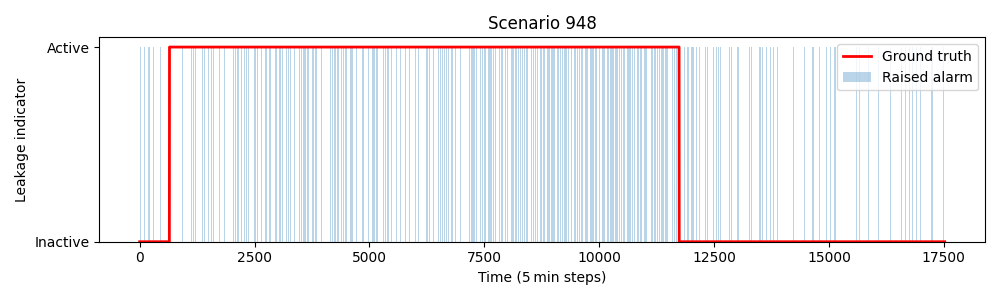 Scenario 948
Active
Inactive
Leakage indicator
Ground truth
Raised alarm
0
2500
5000
7500
10000
12500
15000
17500
Time (5 min steps)